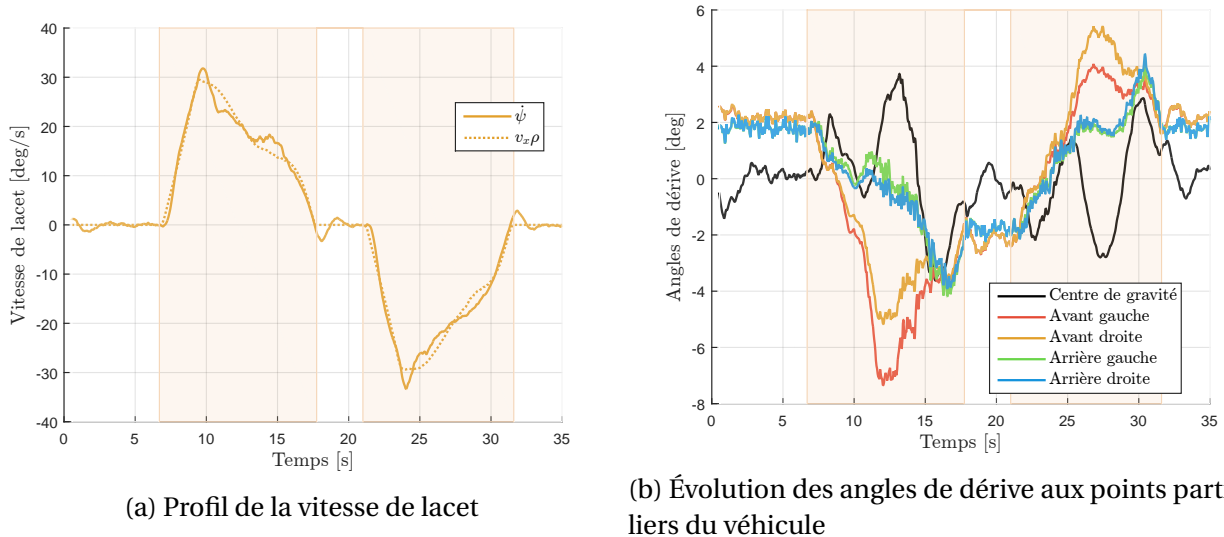 40
30
20
10
0
-10
-20
-30
-40
Vitesse de lacet [deg/s]
ψ̇
vₓρ
0 5 10 15 20 25 30 35
Temps [s]
(a) Profil de la vitesse de lacet
6
4
2
0
-2
-4
-6
-8
Angles de dérive [deg]
Centre de gravité
Avant gauche
Avant droite
Arrière gauche
Arrière droite
0 5 10 15 20 25 30 35
Temps [s]
(b) Évolution des angles de dérive aux points part
liers du véhicule